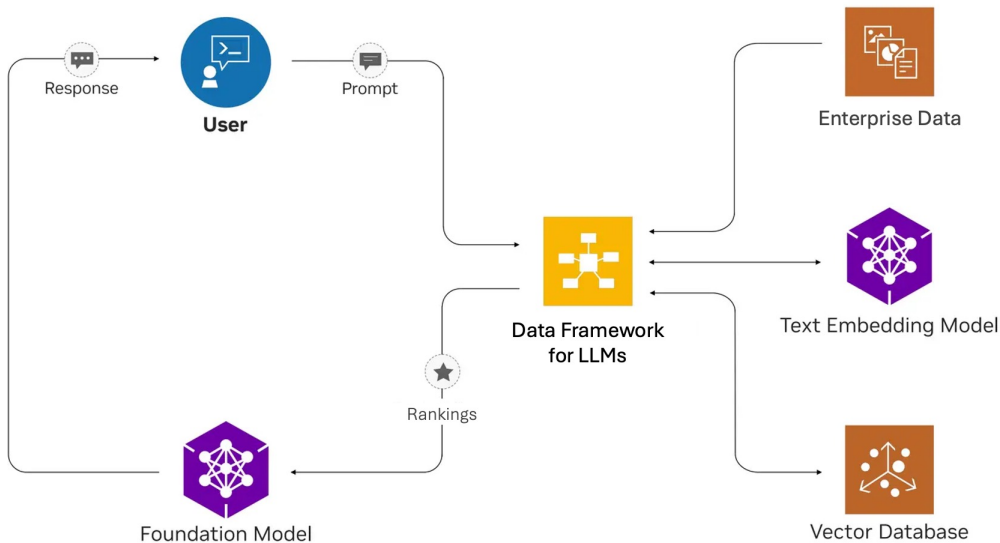 Response
Prompt
User
Enterprise Data
Text Embedding Model
Data Framework
for LLMs
Rankings
Foundation Model
Vector Database